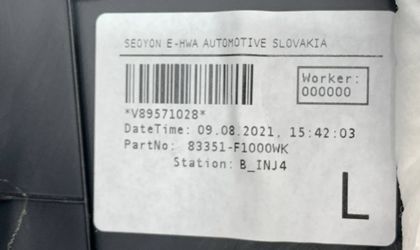 SEOYON E-HWA AUTOMOTIVE SLOVAKIA
Worker:
000000
*V89571028*
DateTime: 09.08.2021, 15:42:03
PartNo: 83351-F1000WK
Station: B_INJ4
L